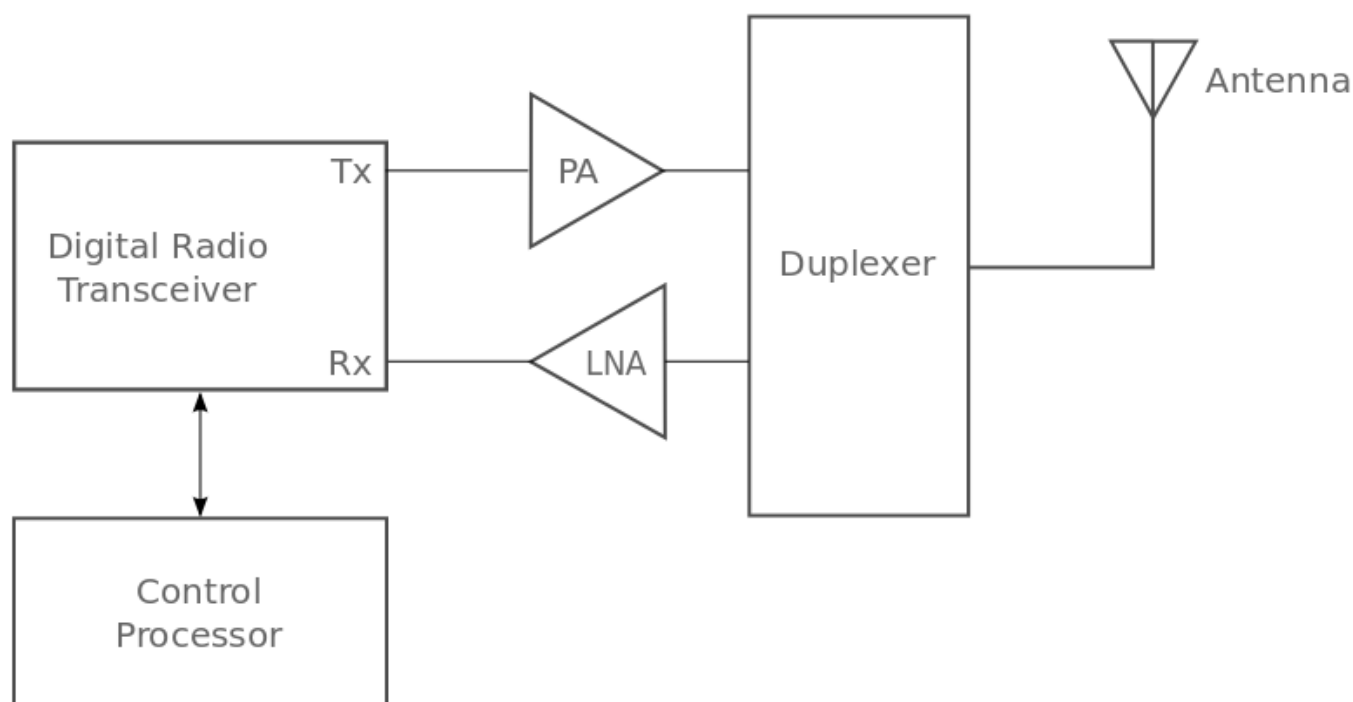 Antenna
Tx
PA
Digital Radio
Transceiver
Duplexer
Rx
LNA
Control
Processor